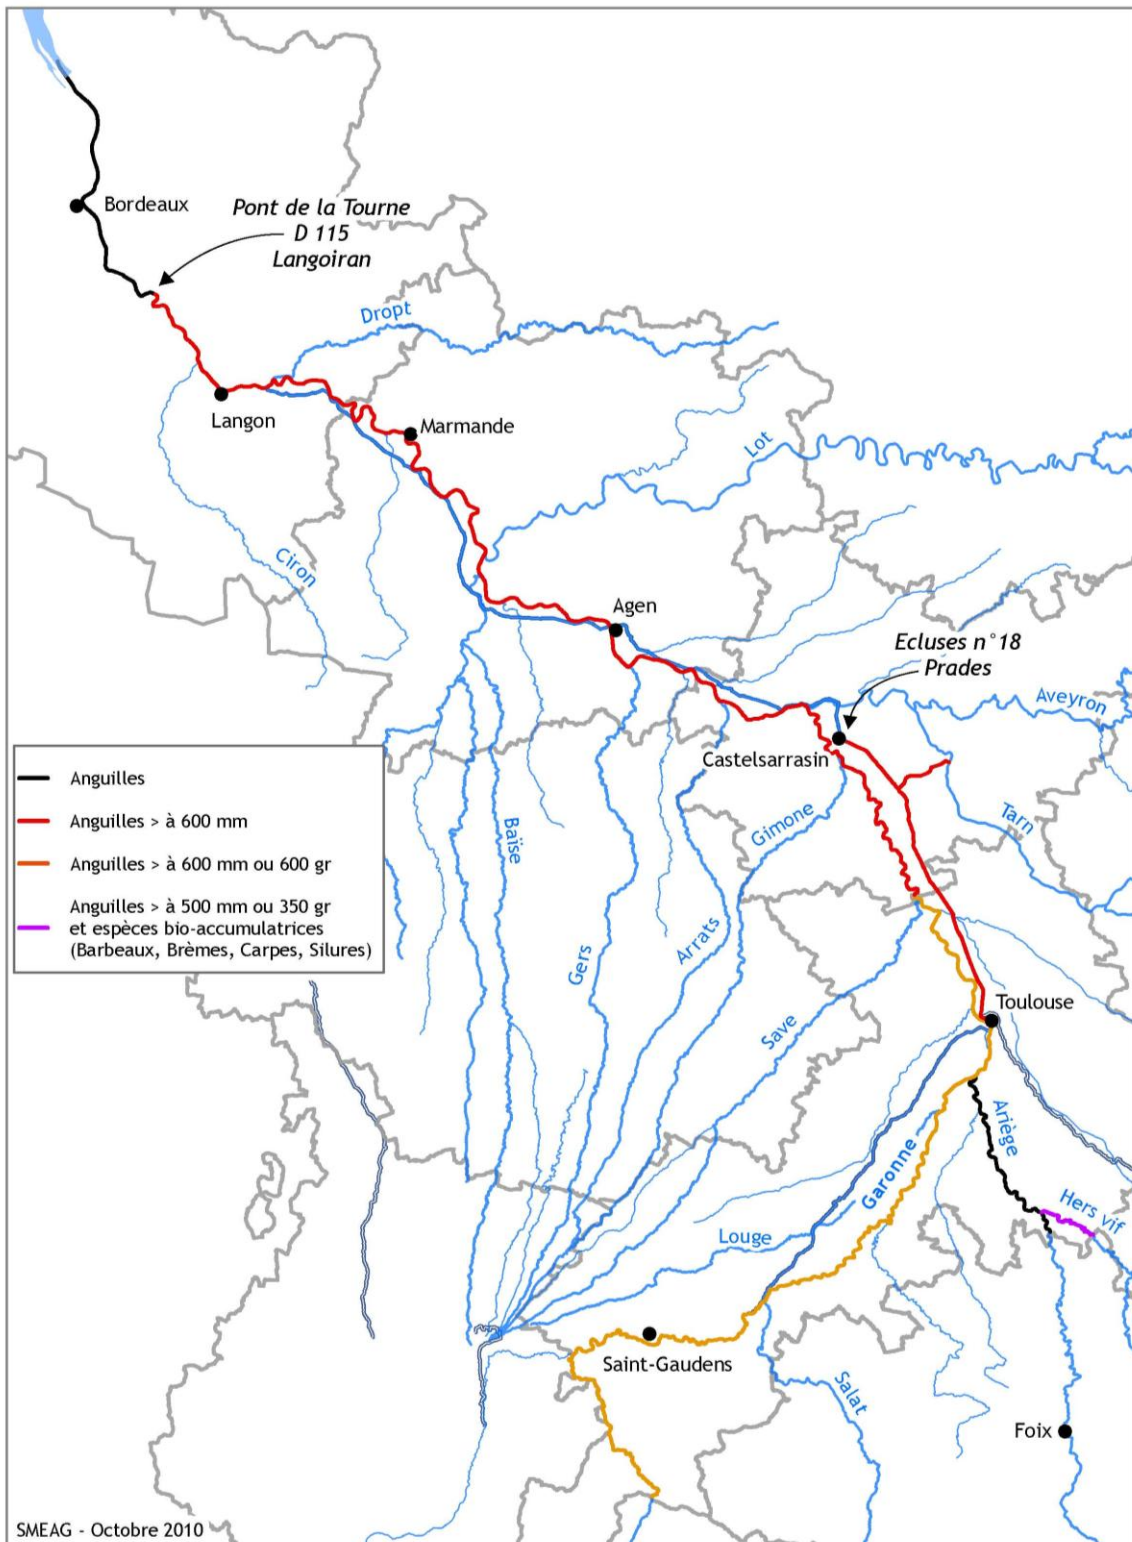 Bordeaux
Pont de la Tourne
D 115
Langoiran
Dropt
Langon
Marmande
Lot
Ciron
Agen
Ecluses n°18
Prades
Aveyron
Castelsarrasin
Anguilles
Anguilles > à 600 mm
Anguilles > à 600 mm ou 600 gr
Anguilles > à 500 mm ou 350 gr
et espèces bio-accumulatrices
(Barbeaux, Brèmes, Carpes, Silures)
Baïse
Gimone
Tarn
Gers
Arrats
Save
Toulouse
Ariège
Garonne
Hers vif
Louge
Saint-Gaudens
Salat
Foix
SMEAG - Octobre 2010